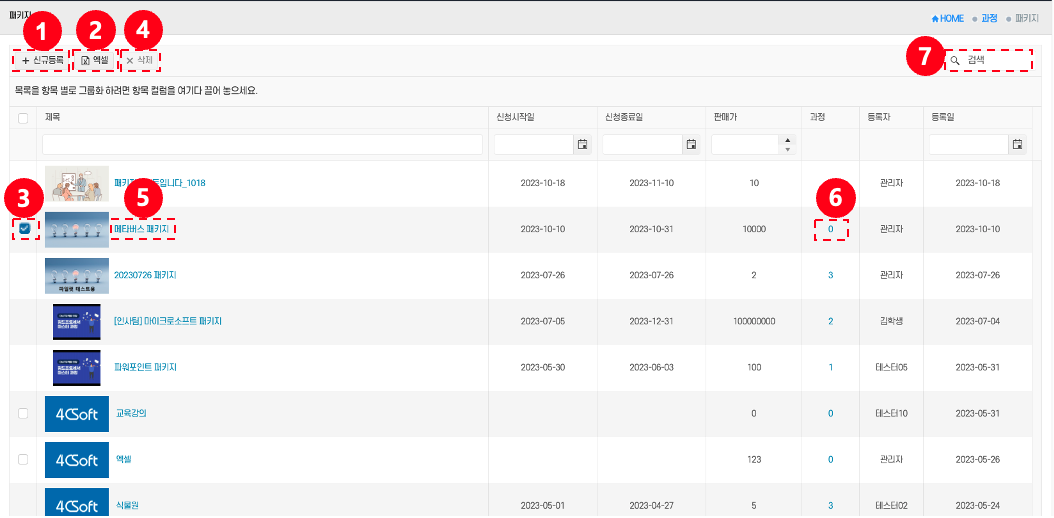 패키지
HOME 과정 패키지
1 2 4 7
+ 신규등록 엑셀 × 삭제 검색
목록을 항목 별로 그룹화 하려면 항목 컬럼을 여기다 끌어 놓으세요.
제목 신청시작일 신청종료일 판매가 과정 등록자 등록일
입니다_1018 2023-10-18 2023-11-10 10 관리자 2023-10-18
3 5 6
메타버스 패키지 2023-10-10 2023-10-31 10000 0 관리자 2023-10-10
파일럿 테스트용 20230726 패키지 2023-07-26 2023-07-26 2 3 관리자 2023-07-26
[인사팀] 마이크로소프트 패키지 2023-07-05 2023-12-31 100000000 2 김학생 2023-07-04
파워포인트 패키지 2023-05-30 2023-06-03 100 1 테스터05 2023-05-31
4CSoft 교육강의 0 0 테스터10 2023-05-31
4CSoft 엑셀 123 0 관리자 2023-05-26
4CSoft 식물원 2023-05-01 2023-04-27 5 3 테스터02 2023-05-24